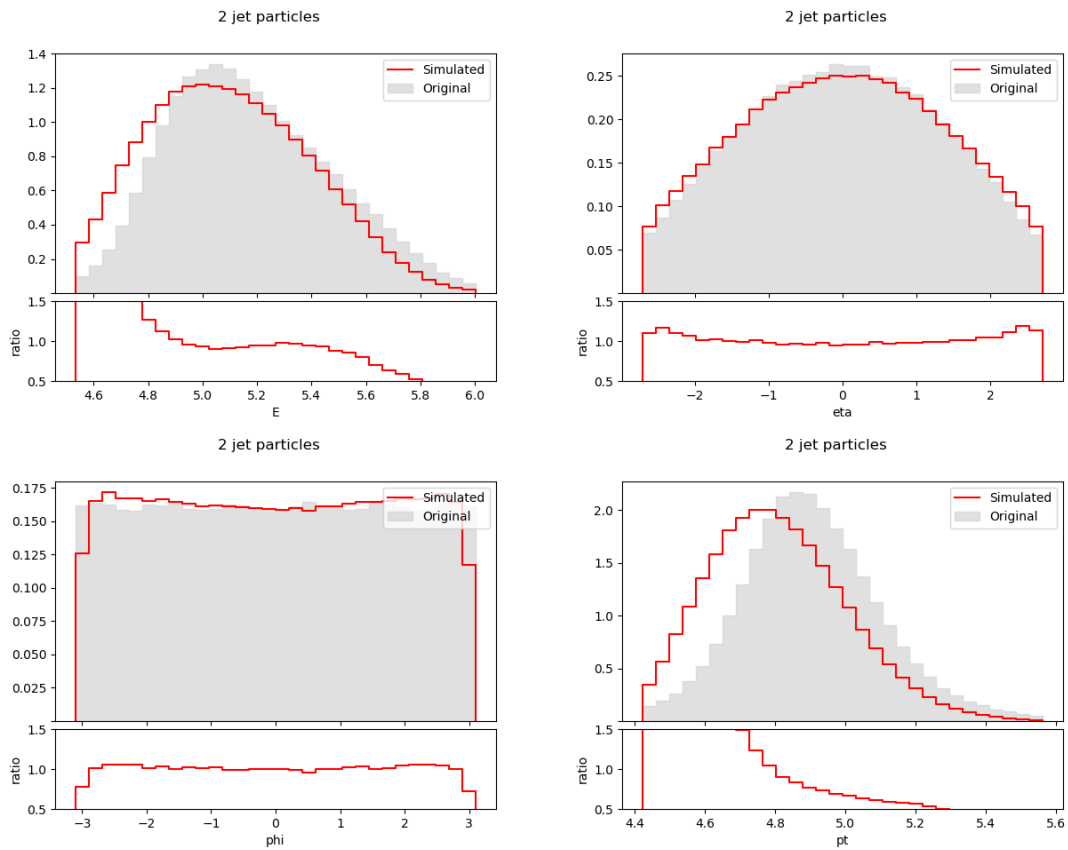 2 jet particles
1.4
1.2
1.0
0.8
0.6
0.4
0.2
Simulated
Original
1.5
1.0
0.5
ratio
4.6 4.8 5.0 5.2 5.4 5.6 5.8 6.0
E
2 jet particles
0.25
0.20
0.15
0.10
0.05
Simulated
Original
1.5
1.0
0.5
ratio
−2 −1 0 1 2
eta
2 jet particles
0.175
0.150
0.125
0.100
0.075
0.050
0.025
Simulated
Original
1.5
1.0
0.5
ratio
−3 −2 −1 0 1 2 3
phi
2 jet particles
2.0
1.5
1.0
0.5
Simulated
Original
1.5
1.0
0.5
ratio
4.4 4.6 4.8 5.0 5.2 5.4 5.6
pt